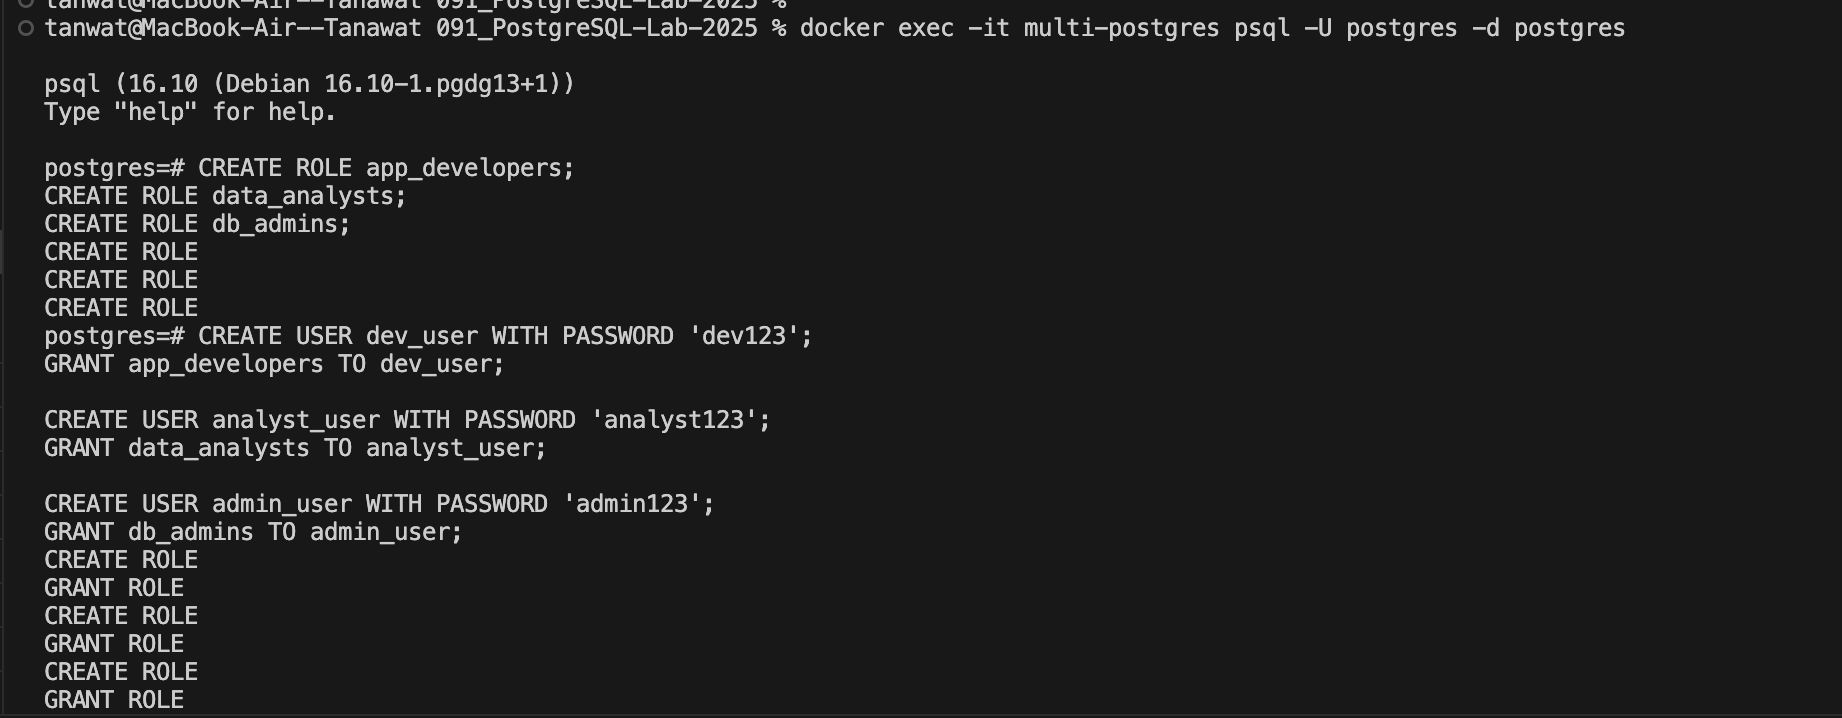 tanwat@MacBook-Air--Tanawat 091_PostgreSQL-Lab-2025 %
tanwat@MacBook-Air--Tanawat 091_PostgreSQL-Lab-2025 % docker exec -it multi-postgres psql -U postgres -d postgres
psql (16.10 (Debian 16.10-1.pgdg13+1))
Type "help" for help.
postgres=# CREATE ROLE app_developers;
CREATE ROLE data_analysts;
CREATE ROLE db_admins;
CREATE ROLE
CREATE ROLE
CREATE ROLE
postgres=# CREATE USER dev_user WITH PASSWORD 'dev123';
GRANT app_developers TO dev_user;
CREATE USER analyst_user WITH PASSWORD 'analyst123';
GRANT data_analysts TO analyst_user;
CREATE USER admin_user WITH PASSWORD 'admin123';
GRANT db_admins TO admin_user;
CREATE ROLE
GRANT ROLE
CREATE ROLE
GRANT ROLE
CREATE ROLE
GRANT ROLE